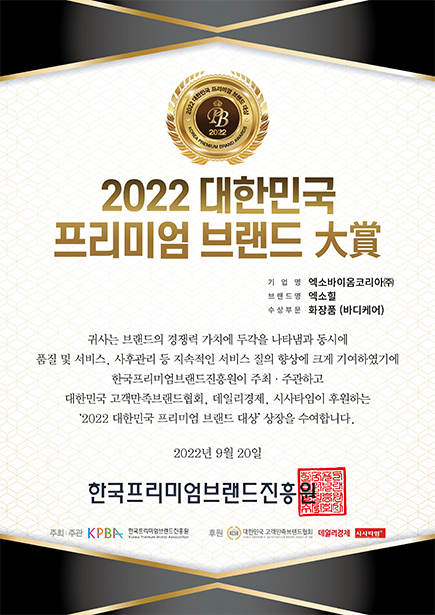 2022 대한민국 프리미엄 브랜드 대상
PB
2022
KOREA PREMIUM BRAND AWARDS
2022 대한민국
프리미엄 브랜드 大賞
기 업 명 엑소바이옴코리아㈜
브랜드명 엑소힐
수상부문 화장품 (바디케어)
귀사는 브랜드의 경쟁력 가치에 두각을 나타냄과 동시에
품질 및 서비스, 사후관리 등 지속적인 서비스 질의 향상에 크게 기여하였기에
한국프리미엄브랜드진흥원이 주최 · 주관하고
대한민국 고객만족브랜드협회, 데일리경제, 시사타임이 후원하는
'2022 대한민국 프리미엄 브랜드 대상' 상장을 수여합니다.
2022년 9월 20일
한국프리미엄브랜드진흥원
주최·주관 KPBA 한국프리미엄브랜드진흥원 후원 대한민국 고객만족브랜드협회 데일리경제 시사타임
Korea Premium Brand Association